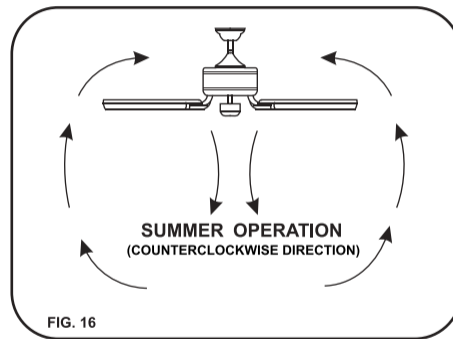 SUMMER OPERATION
(COUNTERCLOCKWISE DIRECTION)
FIG. 16